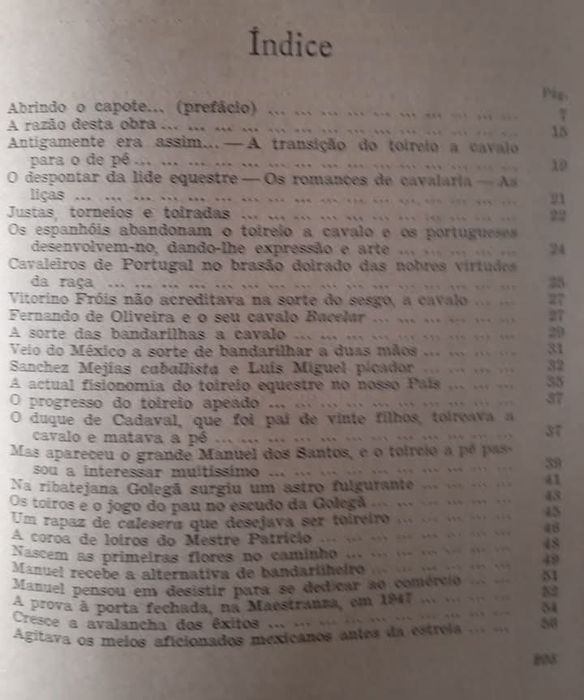 Índice
Pág.
Abrindo o capote... (prefácio) ... ... ... ... ... ... ... ... 7
A razão desta obra ... ... ... ... ... ... ... ... ... ... ... 15
Antigamente era assim... — A transição do toireio a cavalo
para o de pé ... ... ... ... ... ... ... ... ... ... ... 19
O despontar da lide equestre — Os romances de cavalaria — As
liças ... ... ... ... ... ... ... ... ... ... ... ... ... 21
Justas, torneios e toiradas ... ... ... ... ... ... ... ... 22
Os espanhóis abandonam o toireio a cavalo e os portugueses
desenvolvem-no, dando-lhe expressão e arte ... ... ... ... 24
Cavaleiros de Portugal no brasão doirado das nobres virtudes
da raça ... ... ... ... ... ... ... ... ... ... ... ... 25
Vitorino Fróis não acreditava na sorte do sesgo, a cavalo ... ... 27
Fernando de Oliveira e o seu cavalo Bacelar ... ... ... ... ... 27
A sorte das bandarilhas a cavalo ... ... ... ... ... ... ... 29
Veio do México a sorte de bandarilhar a duas mãos ... ... ... 31
Sanchez Mejías caballista e Luis Miguel picador ... ... ... ... 32
A actual fisionomia do toireio equestre no nosso País ... ... ... 35
O progresso do toireio apeado ... ... ... ... ... ... ... ... 37
O duque de Cadaval, que foi pai de vinte filhos, toireava a
cavalo e matava a pé ... ... ... ... ... ... ... ... ... 37
Mas apareceu o grande Manuel dos Santos, e o toireio a pé pas-
sou a interessar muitíssimo ... ... ... ... ... ... ... ... 39
Na ribatejana Golegã surgiu um astro fulgurante ... ... ... ... 41
Os toiros e o jogo do pau no escudo da Golegã ... ... ... ... 43
Um rapaz de calesera que desejava ser toireiro ... ... ... ... 45
A coroa de loiros do Mestre Patrício ... ... ... ... ... ... 46
Nascem as primeiras flores no caminho ... ... ... ... ... ... 48
Manuel recebe a alternativa de bandarilheiro ... ... ... ... ... 49
Manuel pensou em desistir para se dedicar ao comércio ... ... ... 51
A prova à porta fechada, na Maestranza, em 1947 ... ... ... ... 52
Cresce a avalancha dos êxitos ... ... ... ... ... ... ... ... 54
Agitava os meios aficionados mexicanos antes da estreia ... ... 56
205